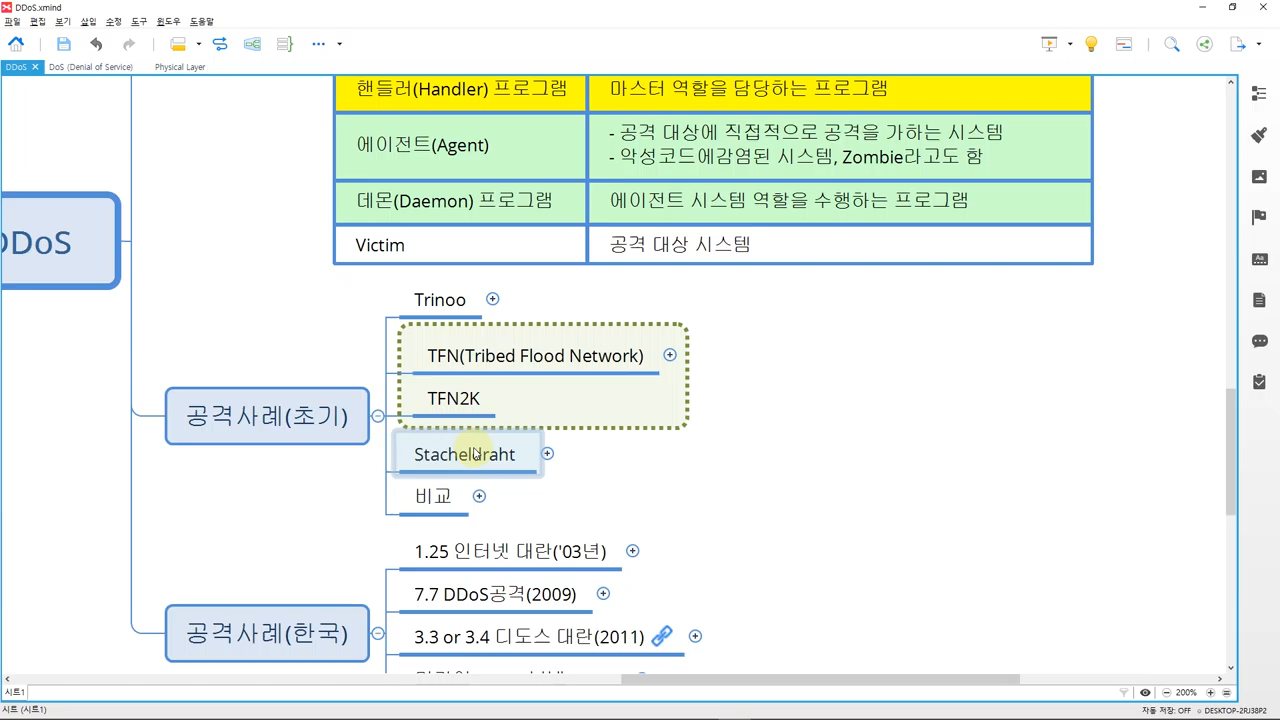 DDoS.xmind
파일 편집 보기 삽입 수정 도구 윈도우 도움말
DDoS DoS (Denial of Service) Physical Layer
핸들러(Handler) 프로그램 마스터 역할을 담당하는 프로그램
에이전트(Agent)
- 공격 대상에 직접적으로 공격을 가하는 시스템
- 악성코드에감염된 시스템, Zombie라고도 함
데몬(Daemon) 프로그램 에이전트 시스템 역할을 수행하는 프로그램
Victim 공격 대상 시스템
DDoS
공격사례(초기)
Trinoo
TFN(Tribed Flood Network)
TFN2K
Stacheldraht
비교
공격사례(한국)
1.25 인터넷 대란('03년)
7.7 DDoS공격(2009)
3.3 or 3.4 디도스 대란(2011)
시트1
200%
시트 (시트1)
자동 저장: OFF DESKTOP-2RJ38P2